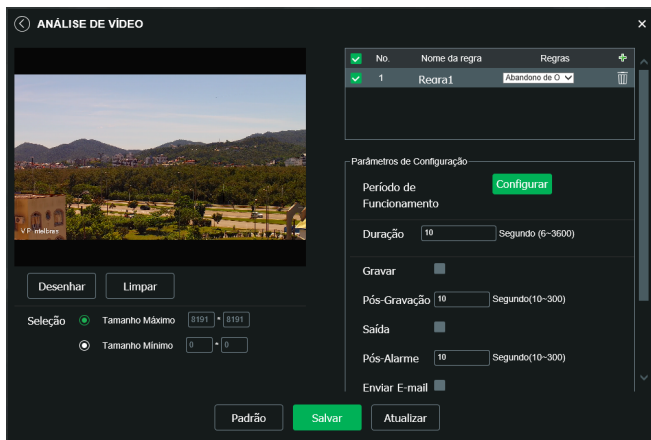 ANÁLISE DE VÍDEO
No. Nome da regra Regras
1 Regra1 Abandono de O
VIP Intelbras
Desenhar Limpar
Seleção Tamanho Máximo 8191 * 8191
Tamanho Mínimo 0 * 0
Parâmetros de Configuração
Período de Funcionamento Configurar
Duração 10 Segundo (6~3600)
Gravar
Pós-Gravação 10 Segundo(10~300)
Saída
Pós-Alarme 10 Segundo(10~300)
Enviar E-mail
Padrão Salvar Atualizar